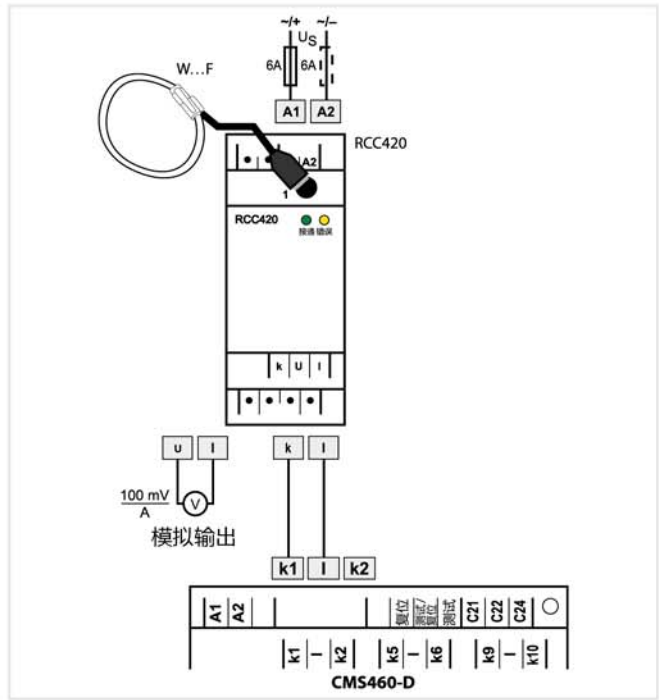 ~/+ ~/–
US
6A 6A
W...F
A1 A2
RCC420
A2
1
RCC420
接通 错误
k U l
U l k l
100 mV
A
V
模拟输出
k1 l k2
A1 A2 复位 测试/复位 测试 C21 C22 C24
k1 l k2 k5 l k6 k9 l k10
CMS460-D